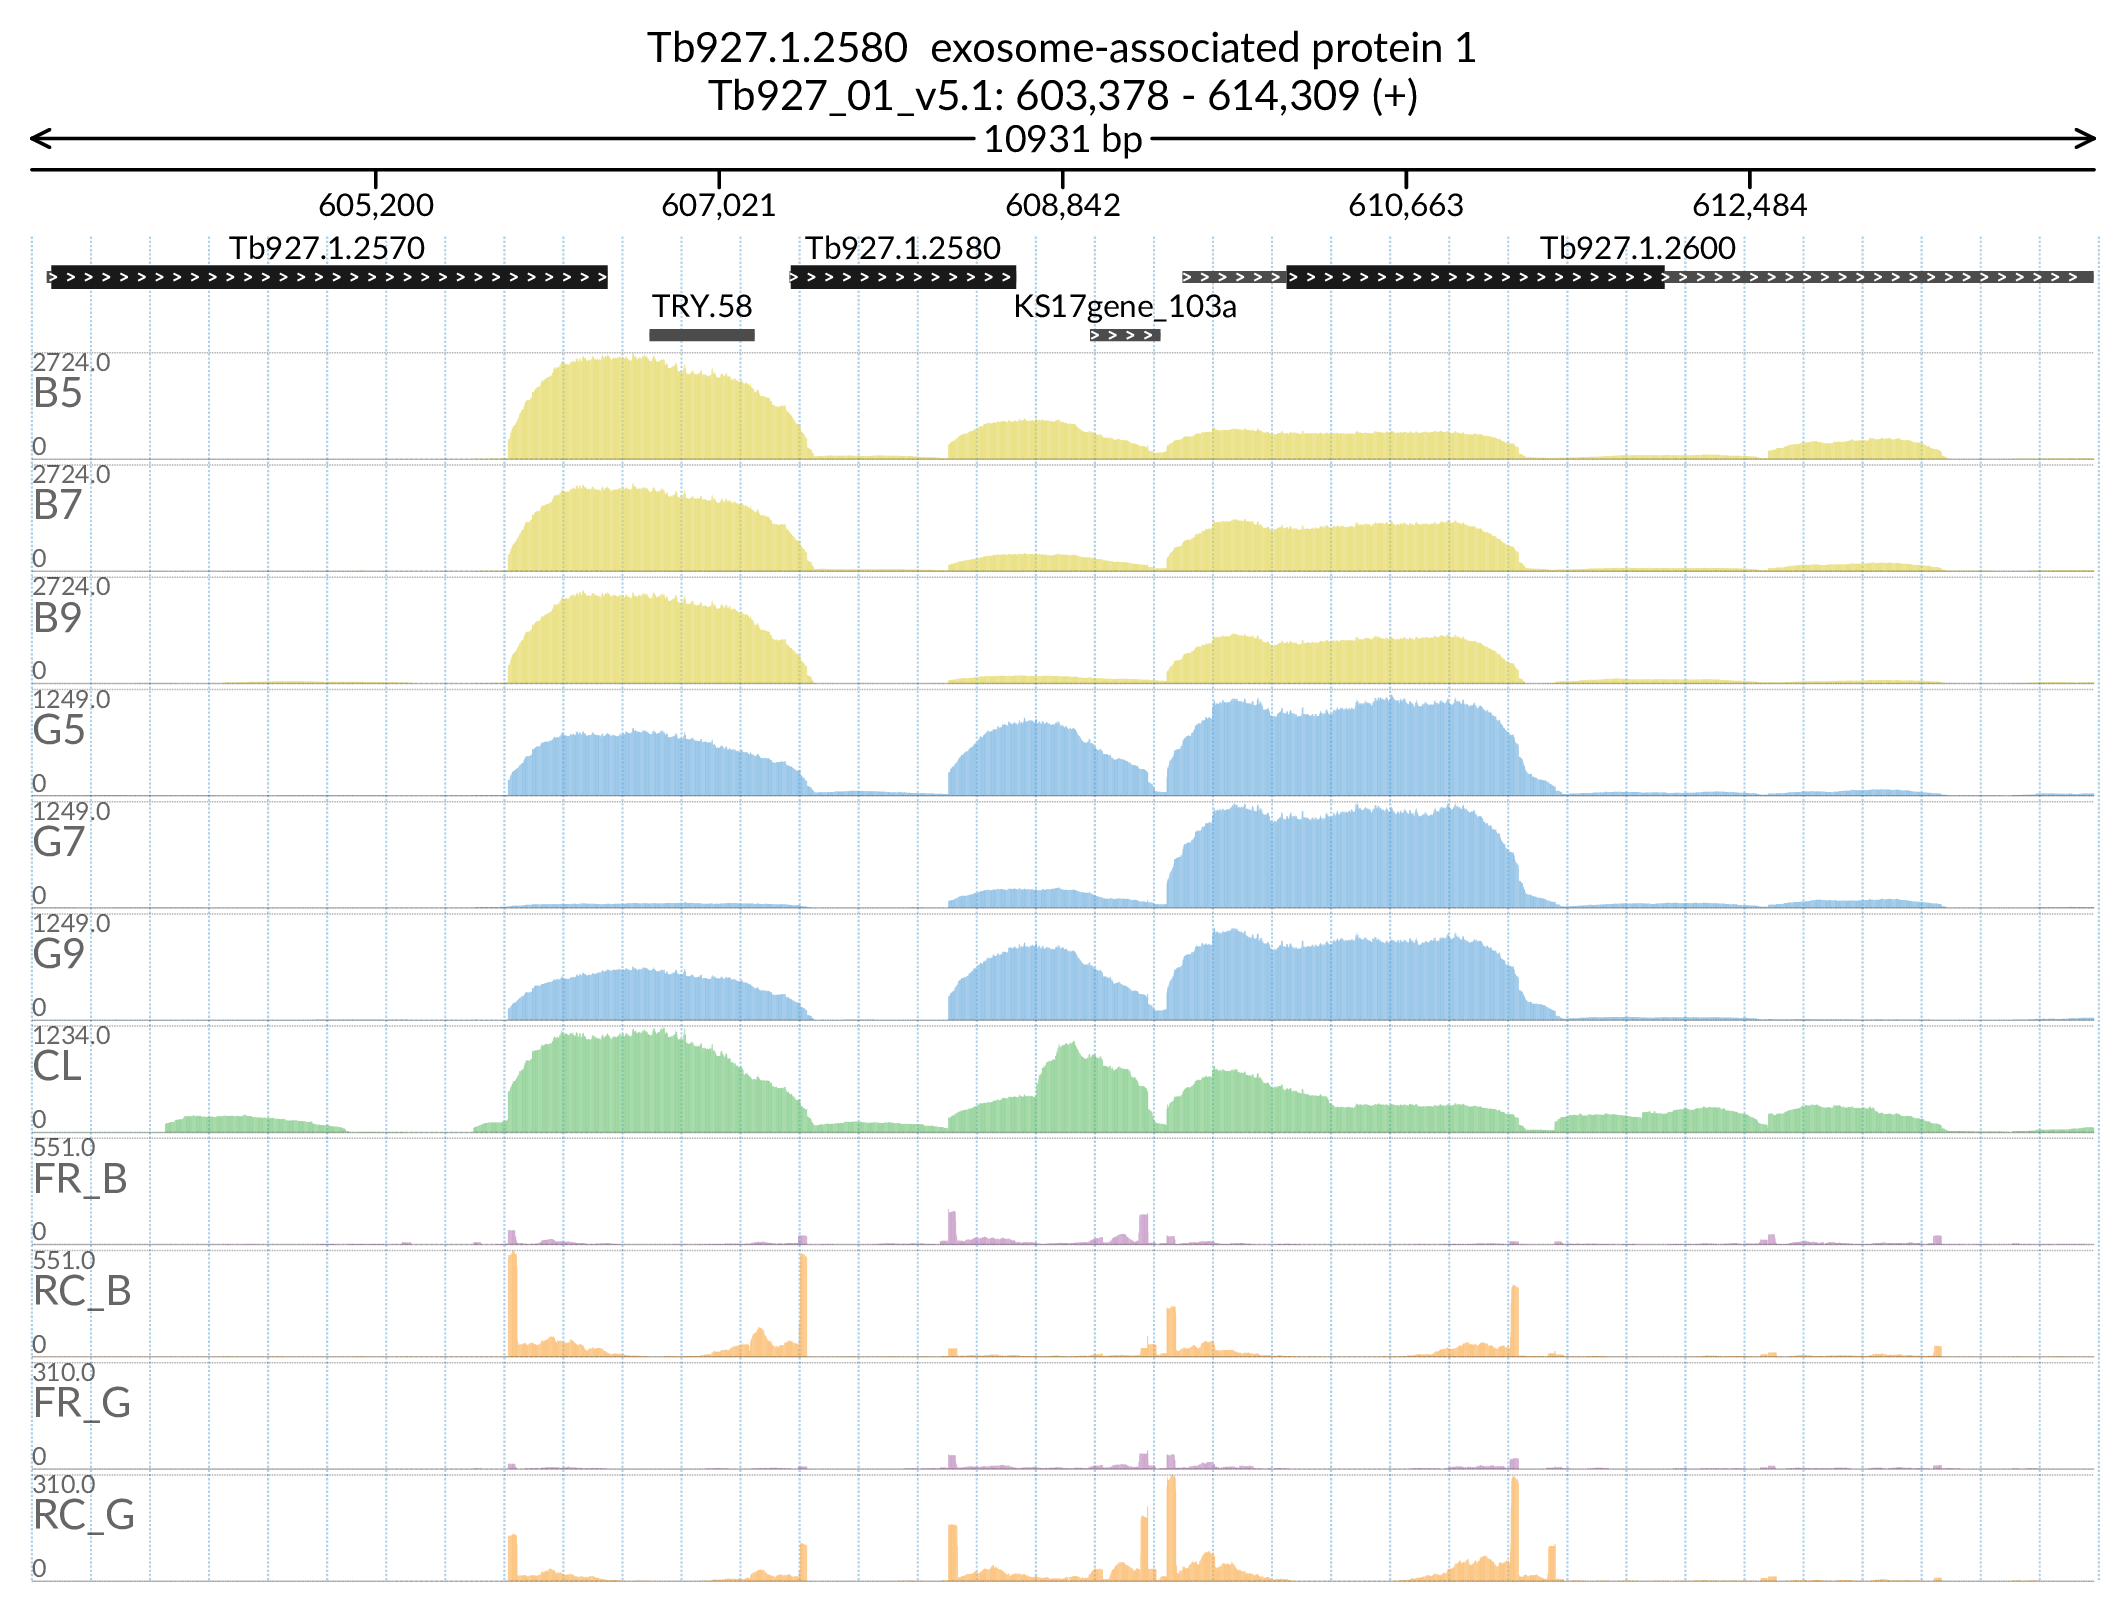 Tb927.1.2580  exosome-associated protein 1
Tb927_01_v5.1: 603,378 - 614,309 (+)
10931 bp
605,200 607,021 608,842 610,663 612,484
Tb927.1.2570 Tb927.1.2580 Tb927.1.2600
TRY.58 KS17gene_103a
2724.0
B5
0
2724.0
B7
0
2724.0
B9
0
1249.0
G5
0
1249.0
G7
0
1249.0
G9
0
1234.0
CL
0
551.0
FR_B
0
551.0
RC_B
0
310.0
FR_G
0
310.0
RC_G
0